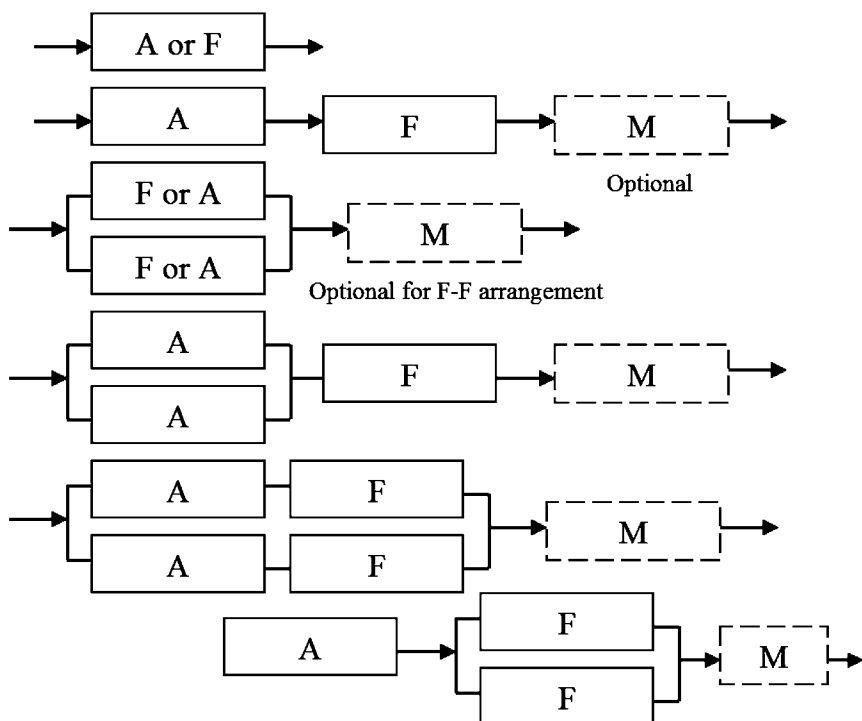 A or F
A F M
Optional
F or A
F or A
M
Optional for F-F arrangement
A
A
F M
A F
A F
M
A
F
F
M